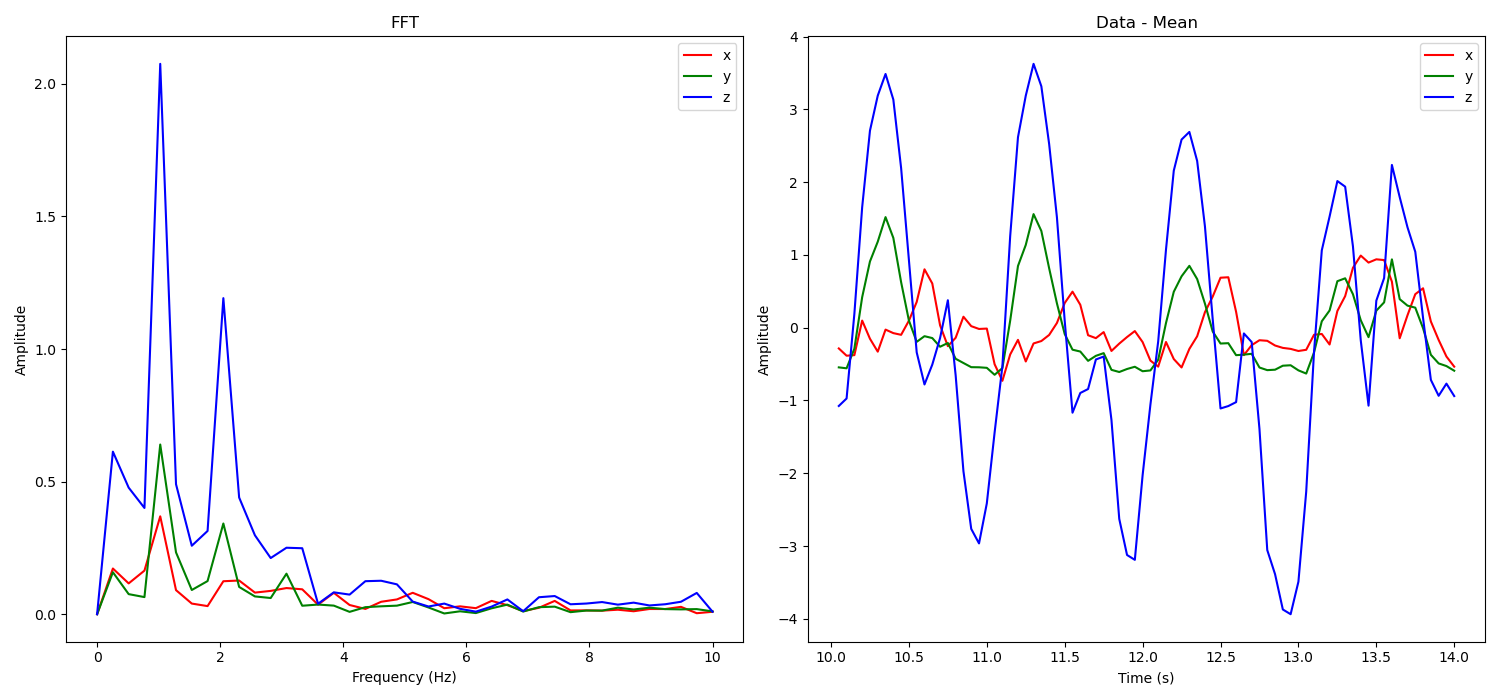 FFT
Amplitude
2.0
1.5
1.0
0.5
0.0
0 2 4 6 8 10
Frequency (Hz)
x
y
z
Data - Mean
Amplitude
4
3
2
1
0
−1
−2
−3
−4
10.0 10.5 11.0 11.5 12.0 12.5 13.0 13.5 14.0
Time (s)
x
y
z